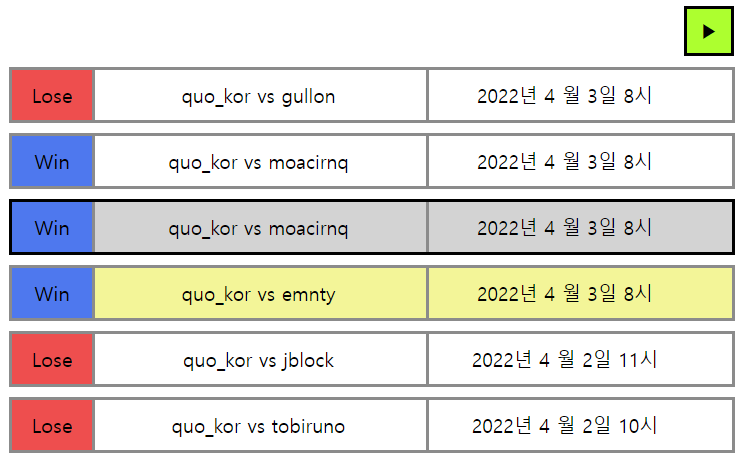 Lose quo_kor vs gullon 2022년 4 월 3일 8시
Win quo_kor vs moacirnq 2022년 4 월 3일 8시
Win quo_kor vs moacirnq 2022년 4 월 3일 8시
Win quo_kor vs emnty 2022년 4 월 3일 8시
Lose quo_kor vs jblock 2022년 4 월 2일 11시
Lose quo_kor vs tobiruno 2022년 4 월 2일 10시